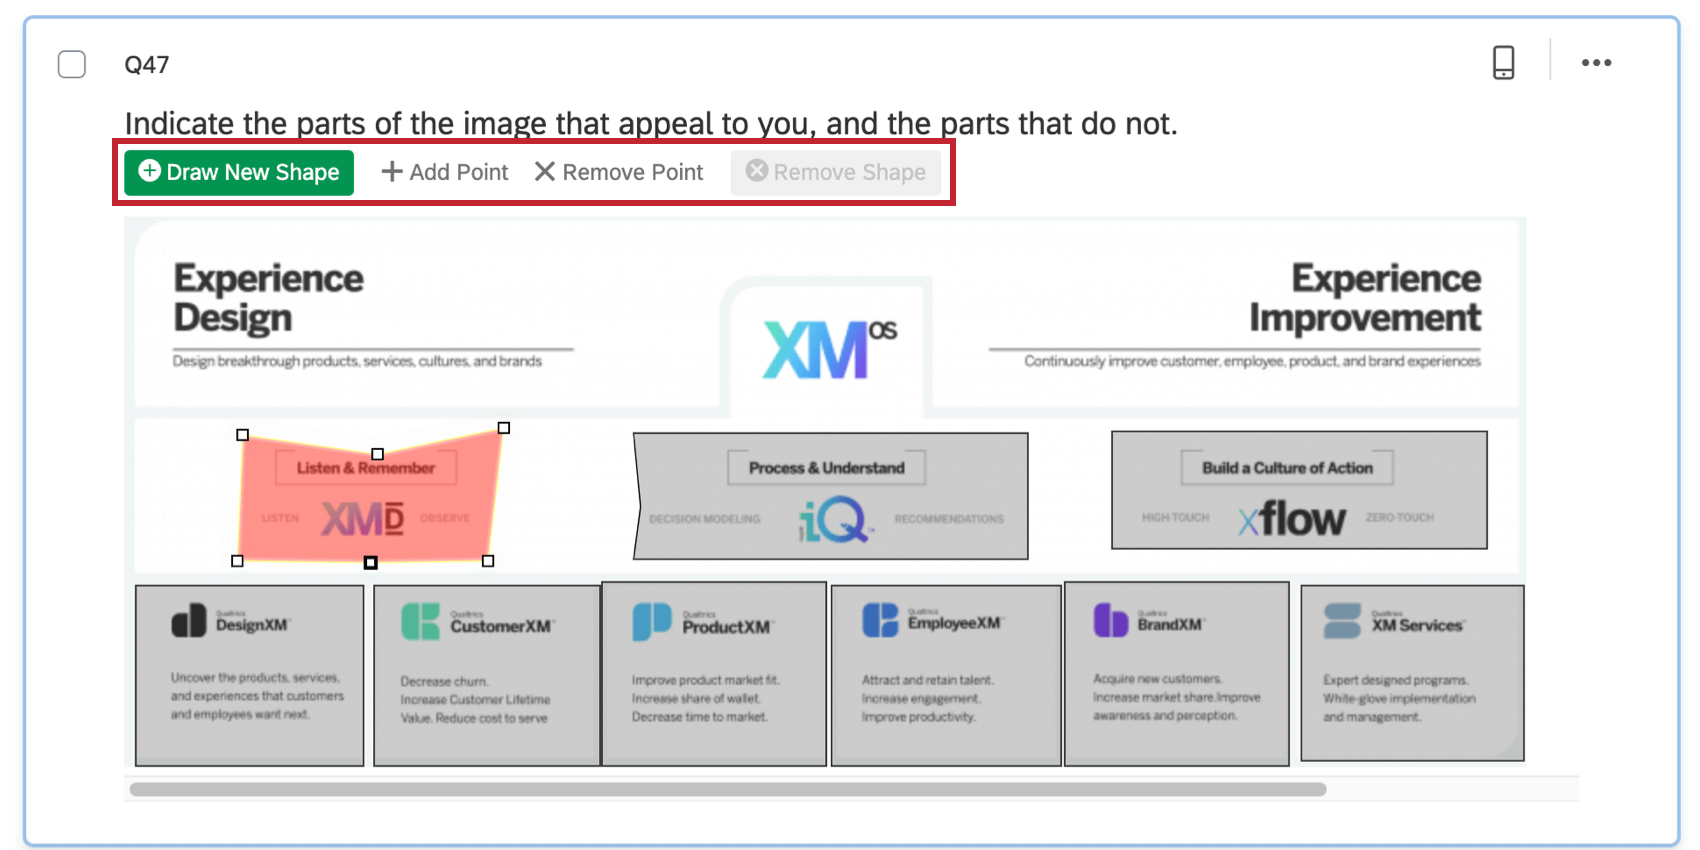 Q47
Indicate the parts of the image that appeal to you, and the parts that do not.
Draw New Shape Add Point Remove Point Remove Shape
Experience
Design
Design breakthrough products, services, cultures, and brands
XM OS
Experience
Improvement
Continuously improve customer, employee, product, and brand experiences
Listen & Remember
LISTEN XMD OBSERVE
Process & Understand
DECISION MODELING iQ™ RECOMMENDATIONS
Build a Culture of Action
HIGH-TOUCH xflow ZERO-TOUCH
Qualtrics
DesignXM™
Uncover the products, services,
and experiences that customers
and employees want next.
Qualtrics
CustomerXM™
Decrease churn.
Increase Customer Lifetime
Value. Reduce cost to serve
Qualtrics
ProductXM™
Improve product market fit.
Increase share of wallet.
Decrease time to market.
Qualtrics
EmployeeXM™
Attract and retain talent.
Increase engagement.
Improve productivity.
Qualtrics
BrandXM™
Acquire new customers.
Increase market share.Improve
awareness and perception.
Qualtrics
XM Services™
Expert designed programs.
White-glove implementation
and management.